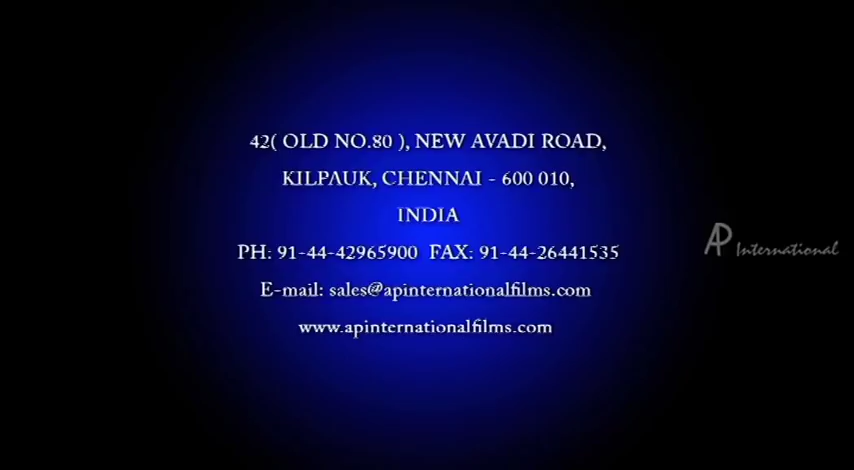 42( OLD NO.80 ), NEW AVADI ROAD,
KILPAUK, CHENNAI - 600 010,
INDIA
PH: 91-44-42965900 FAX: 91-44-26441535
E-mail: sales@apinternationalfilms.com
www.apinternationalfilms.com
AP International